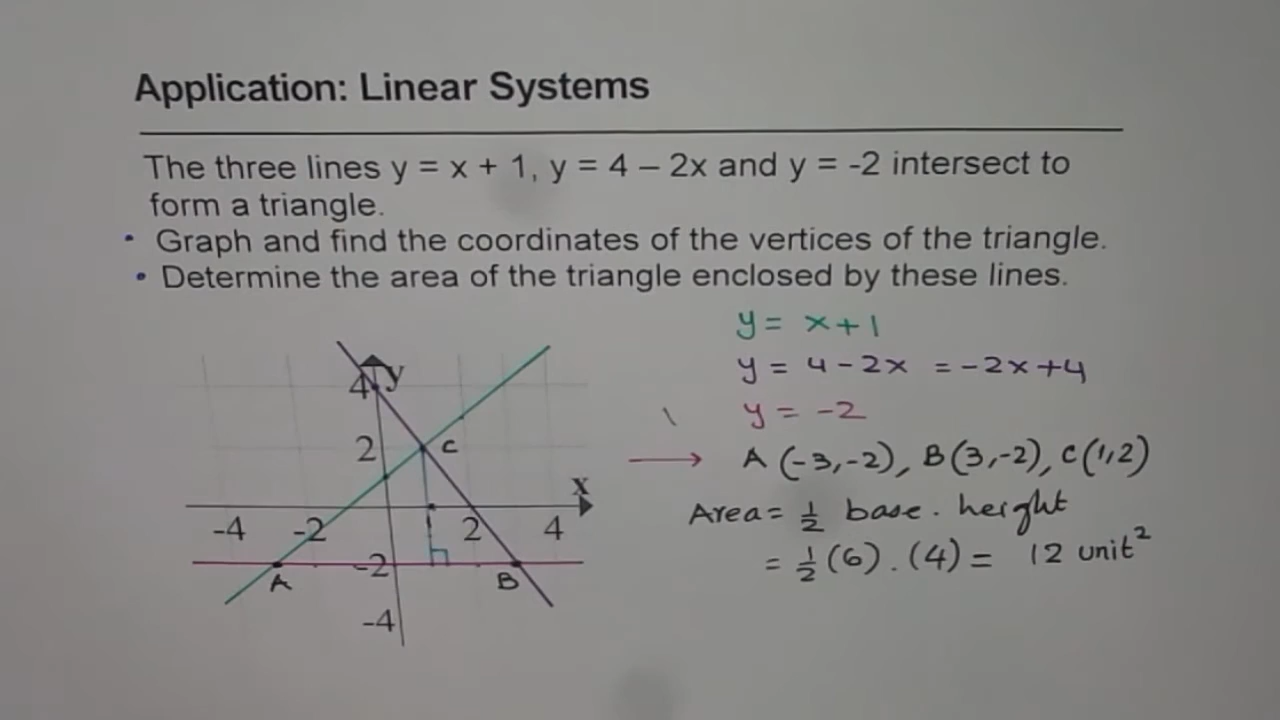 Application: Linear Systems
The three lines y = x + 1, y = 4 – 2x and y = -2 intersect to
form a triangle.
• Graph and find the coordinates of the vertices of the triangle.
• Determine the area of the triangle enclosed by these lines.
y = x+1
y = 4-2x = -2x+4
y = -2
A (-3,-2), B(3,-2), C(1,2)
Area = 1/2 base . height
= 1/2 (6) . (4) = 12 unit²
4 y
2 C
x
-4 -2 2 4
-2
A B
-4